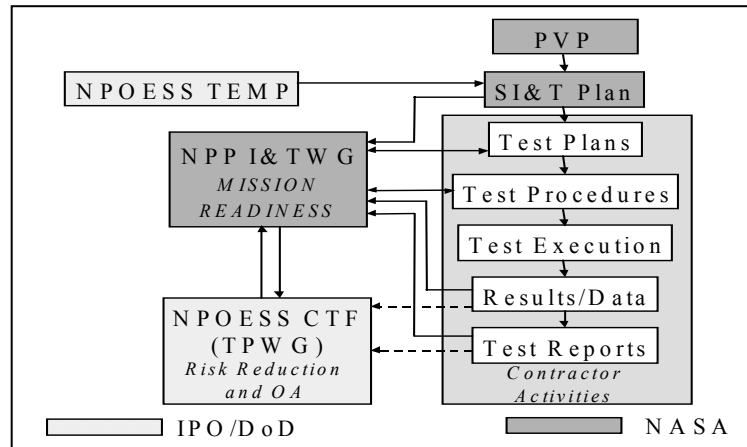 PVP
NPOESS TEMP
SI&T Plan
NPP I&TWG
MISSION
READINESS
Test Plans
Test Procedures
Test Execution
Results/Data
Test Reports
Contractor
Activities
NPOESS CTF
(TPWG)
Risk Reduction
and OA
IPO/DoD
NASA